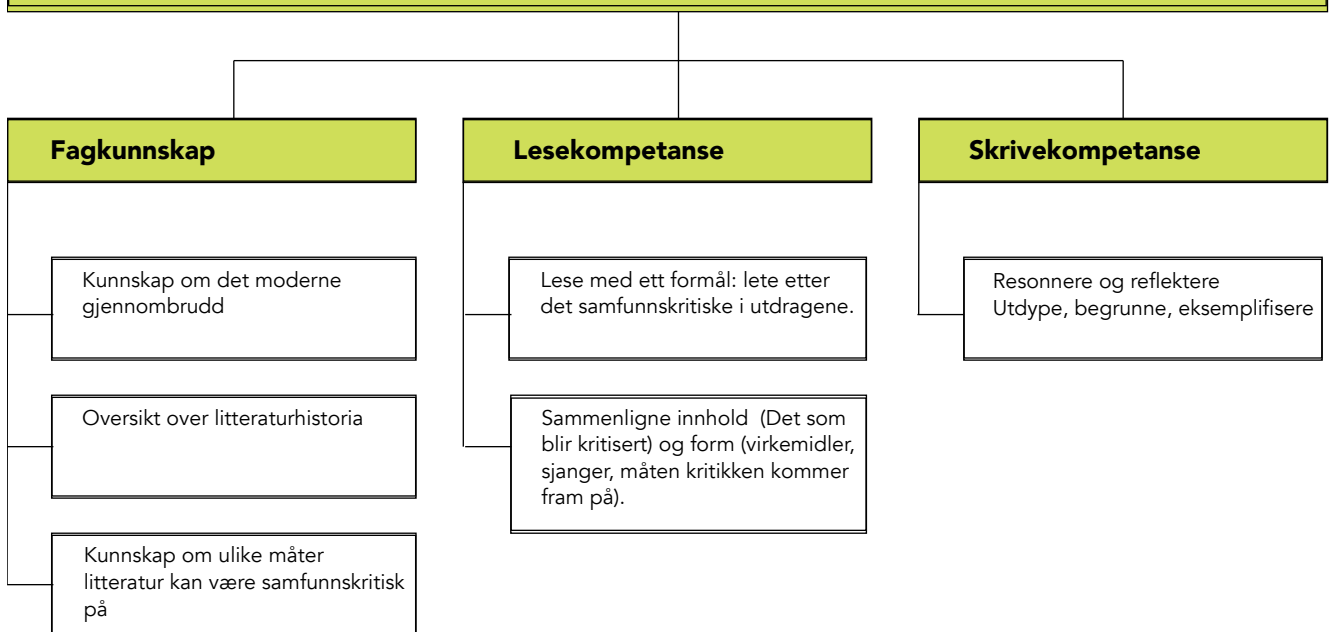 Fagkunnskap
Kunnskap om det moderne
gjennombrudd
Oversikt over litteraturhistoria
Kunnskap om ulike måter
litteratur kan være samfunnskritisk
på
Lesekompetanse
Lese med ett formål: lete etter
det samfunnskritiske i utdragene.
Sammenligne innhold  (Det som
blir kritisert) og form (virkemidler,
sjanger, måten kritikken kommer
fram på).
Skrivekompetanse
Resonnere og reflektere
Utdype, begrunne, eksemplifisere